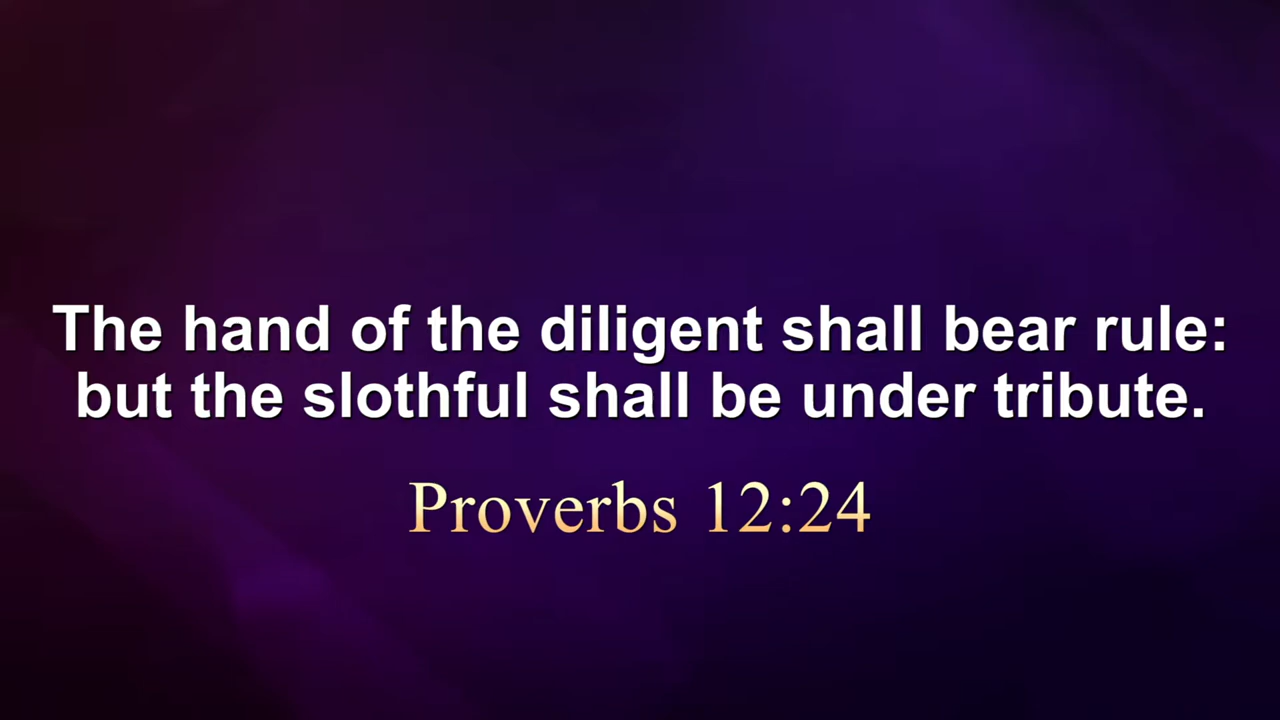 The hand of the diligent shall bear rule:
but the slothful shall be under tribute.
Proverbs 12:24